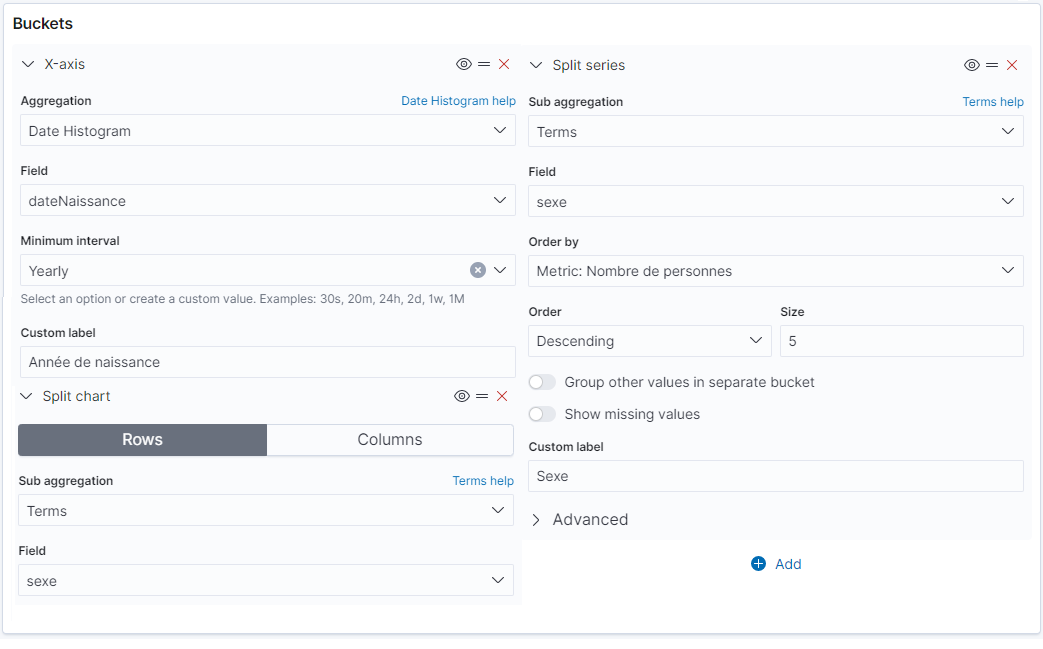 Buckets
X-axis
Aggregation
Date Histogram help
Date Histogram
Field
dateNaissance
Minimum interval
Yearly
Select an option or create a custom value. Examples: 30s, 20m, 24h, 2d, 1w, 1M
Custom label
Année de naissance
Split chart
Rows
Columns
Sub aggregation
Terms help
Terms
Field
sexe
Split series
Sub aggregation
Terms help
Terms
Field
sexe
Order by
Metric: Nombre de personnes
Order
Size
Descending
5
Group other values in separate bucket
Show missing values
Custom label
Sexe
Advanced
Add